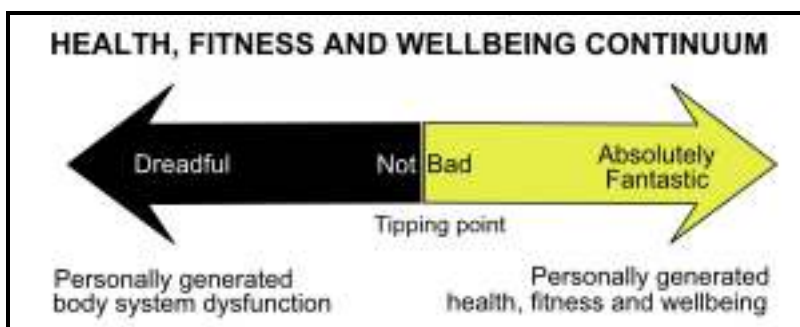 HEALTH, FITNESS AND WELLBEING CONTINUUM
Dreadful Not Bad Absolutely
Fantastic
Tipping point
Personally generated
body system dysfunction
Personally generated
health, fitness and wellbeing